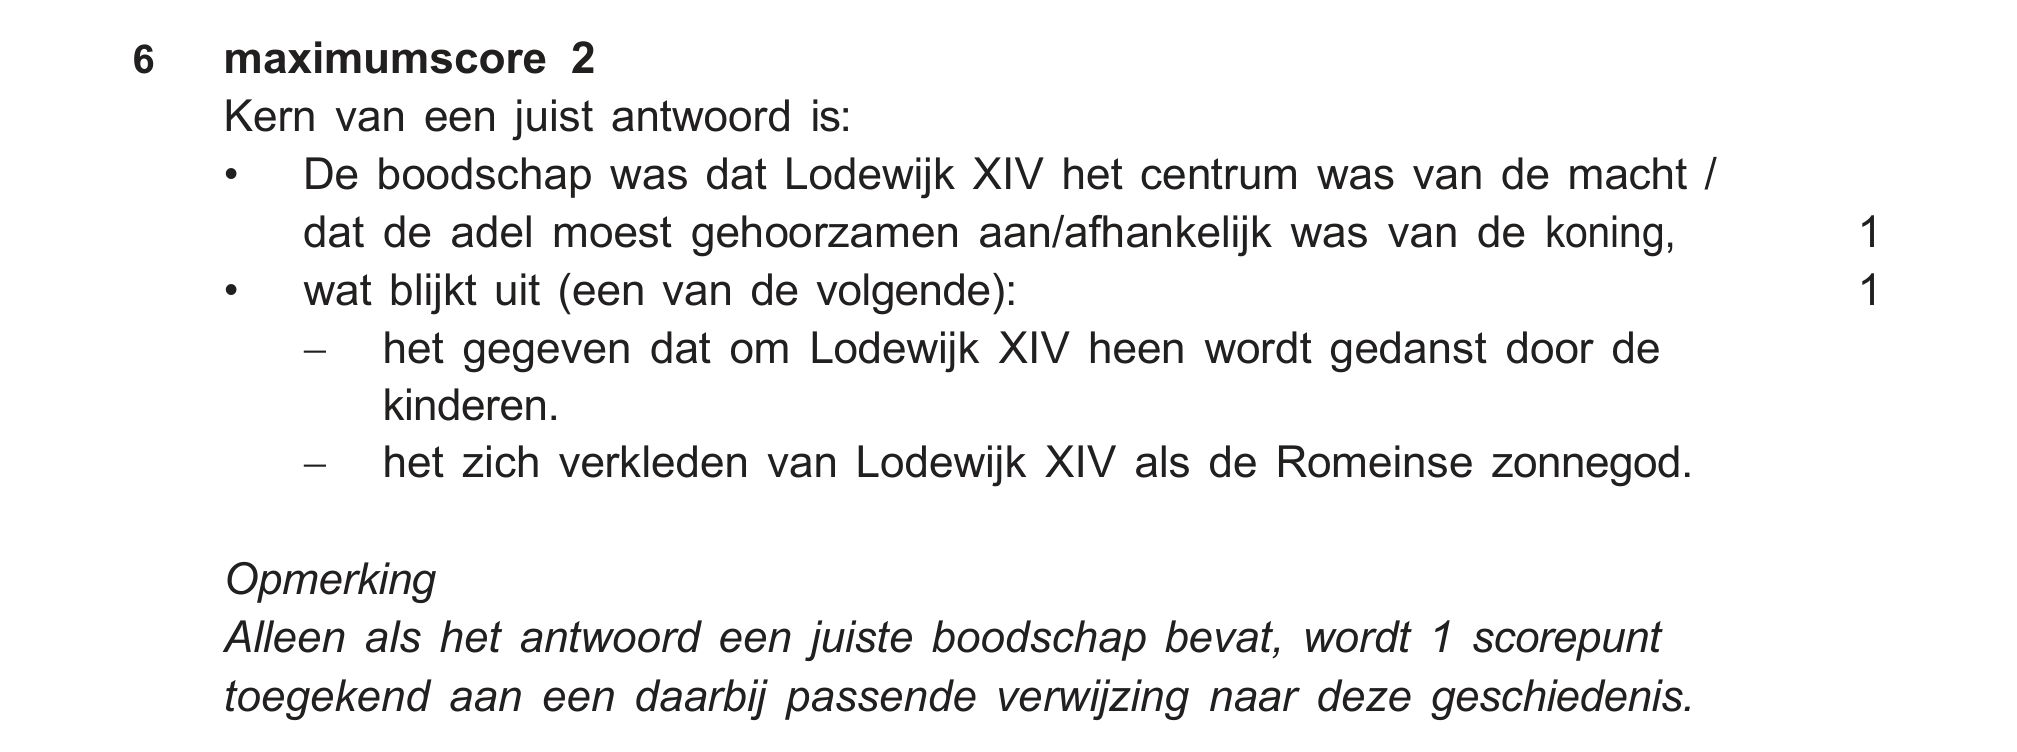 6 maximumscore 2
Kern van een juist antwoord is:
• De boodschap was dat Lodewijk XIV het centrum was van de macht /
dat de adel moest gehoorzamen aan/afhankelijk was van de koning, 1
• wat blijkt uit (een van de volgende): 1
− het gegeven dat om Lodewijk XIV heen wordt gedanst door de
kinderen.
− het zich verkleden van Lodewijk XIV als de Romeinse zonnegod.
Opmerking
Alleen als het antwoord een juiste boodschap bevat, wordt 1 scorepunt
toegekend aan een daarbij passende verwijzing naar deze geschiedenis.